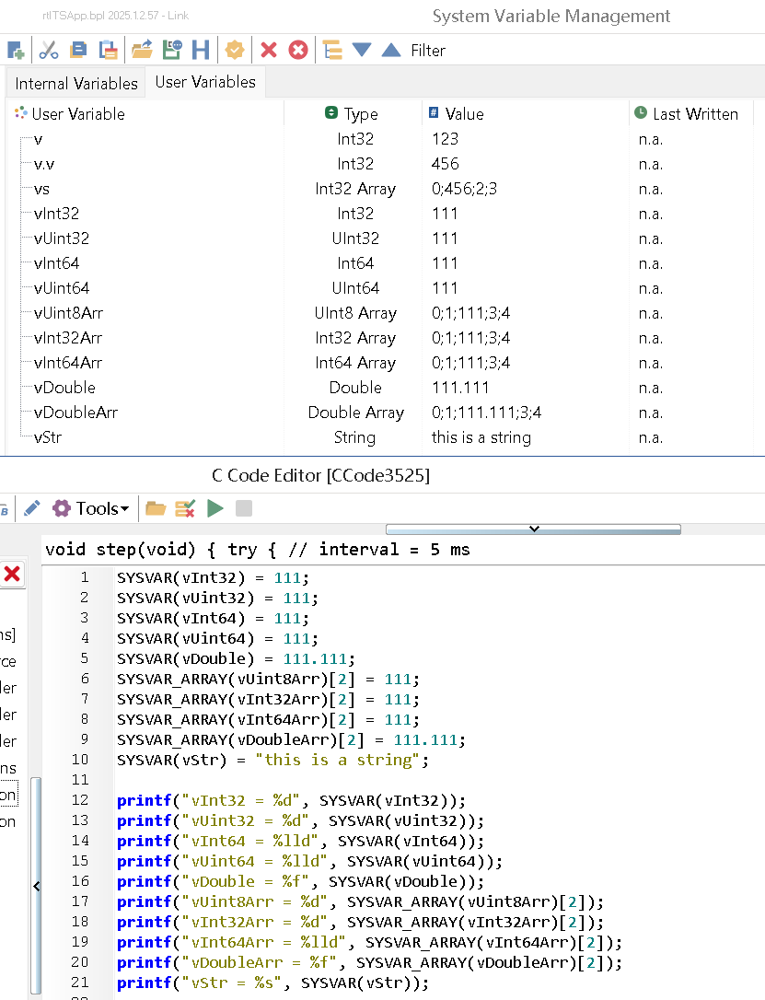 rtITSApp.bpl 2025.1.2.57 - Link
System Variable Management
Filter
Internal Variables User Variables
User Variable Type Value Last Written
v Int32 123 n.a.
v.v Int32 456 n.a.
vs Int32 Array 0;456;2;3 n.a.
vInt32 Int32 111 n.a.
vUint32 UInt32 111 n.a.
vInt64 Int64 111 n.a.
vUint64 UInt64 111 n.a.
vUint8Arr UInt8 Array 0;1;111;3;4 n.a.
vInt32Arr Int32 Array 0;1;111;3;4 n.a.
vInt64Arr Int64 Array 0;1;111;3;4 n.a.
vDouble Double 111.111 n.a.
vDoubleArr Double Array 0;1;111.111;3;4 n.a.
vStr String this is a string n.a.
C Code Editor [CCode3525]
Tools
void step(void) { try { // interval = 5 ms
1 SYSVAR(vInt32) = 111;
2 SYSVAR(vUint32) = 111;
3 SYSVAR(vInt64) = 111;
4 SYSVAR(vUint64) = 111;
5 SYSVAR(vDouble) = 111.111;
6 SYSVAR_ARRAY(vUint8Arr)[2] = 111;
7 SYSVAR_ARRAY(vInt32Arr)[2] = 111;
8 SYSVAR_ARRAY(vInt64Arr)[2] = 111;
9 SYSVAR_ARRAY(vDoubleArr)[2] = 111.111;
10 SYSVAR(vStr) = "this is a string";
11
12 printf("vInt32 = %d", SYSVAR(vInt32));
13 printf("vUint32 = %d", SYSVAR(vUint32));
14 printf("vInt64 = %lld", SYSVAR(vInt64));
15 printf("vUint64 = %lld", SYSVAR(vUint64));
16 printf("vDouble = %f", SYSVAR(vDouble));
17 printf("vUint8Arr = %d", SYSVAR_ARRAY(vUint8Arr)[2]);
18 printf("vInt32Arr = %d", SYSVAR_ARRAY(vInt32Arr)[2]);
19 printf("vInt64Arr = %lld", SYSVAR_ARRAY(vInt64Arr)[2]);
20 printf("vDoubleArr = %f", SYSVAR_ARRAY(vDoubleArr)[2]);
21 printf("vStr = %s", SYSVAR(vStr));
ns]
rce
ler
ler
ler
ns
on
on